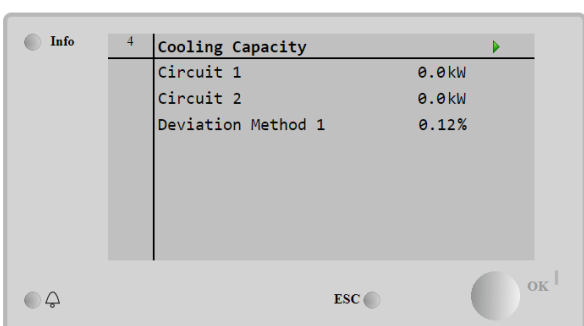 Info
4 Cooling Capacity
Circuit 1 0.0kW
Circuit 2 0.0kW
Deviation Method 1 0.12%
ESC OK